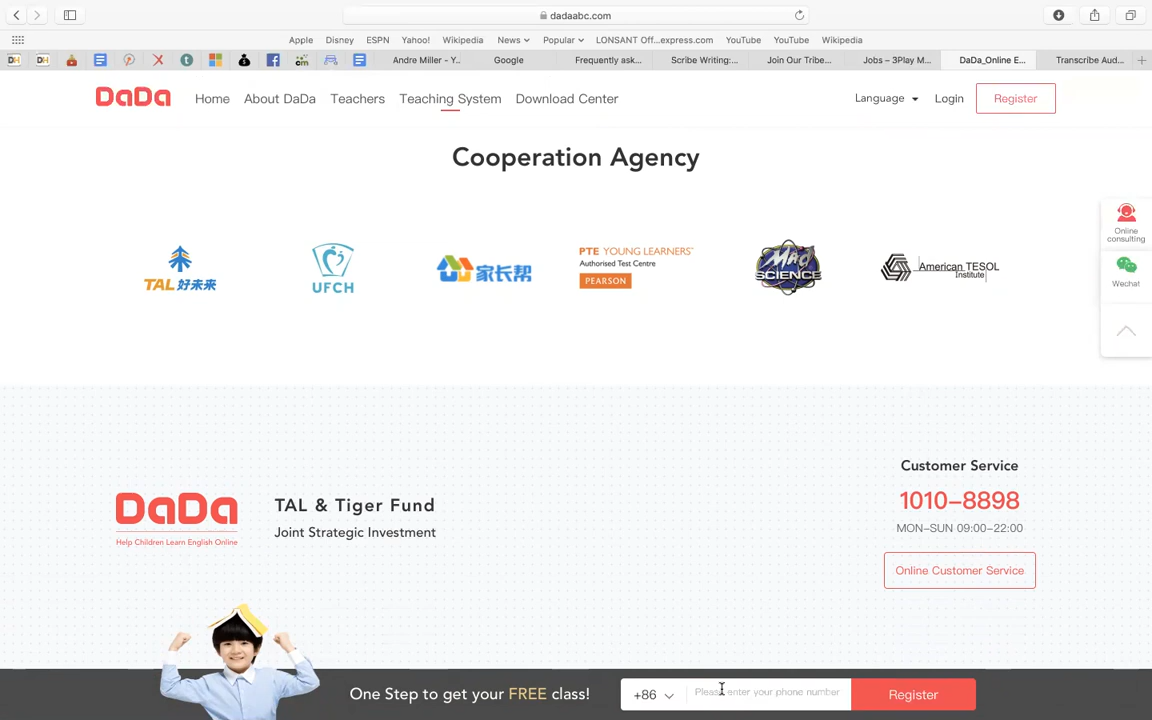 dadaabc.com
Apple Disney ESPN Yahoo! Wikipedia News Popular LONSANT Off...express.com YouTube YouTube Wikipedia
Andre Miller - Y... Google Frequently ask... Scribe Writing:... Join Our Tribe... Jobs – 3Play M... DaDa_Online E... Transcribe Aud...
DaDa Home About DaDa Teachers Teaching System Download Center Language Login Register
Cooperation Agency
TAL 好未来
UFCH
家长帮
PTE YOUNG LEARNERS
Authorised Test Centre
PEARSON
MAD SCIENCE
American TESOL
Institute
Online
consulting
Wechat
DaDa
Help Children Learn English Online
TAL & Tiger Fund
Joint Strategic Investment
Customer Service
1010-8898
MON-SUN 09:00-22:00
Online Customer Service
One Step to get your FREE class! +86 Please enter your phone number Register